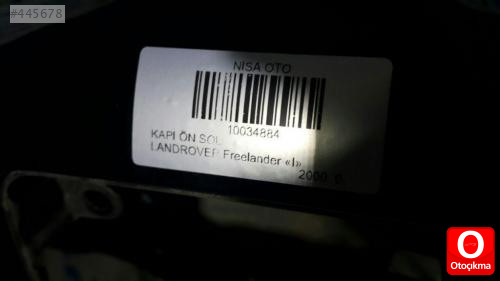 #445678
NISA OTO
10034884
KAPI ÖN SOL
LANDROVER Freelander «I»
2000
Otoçıkma